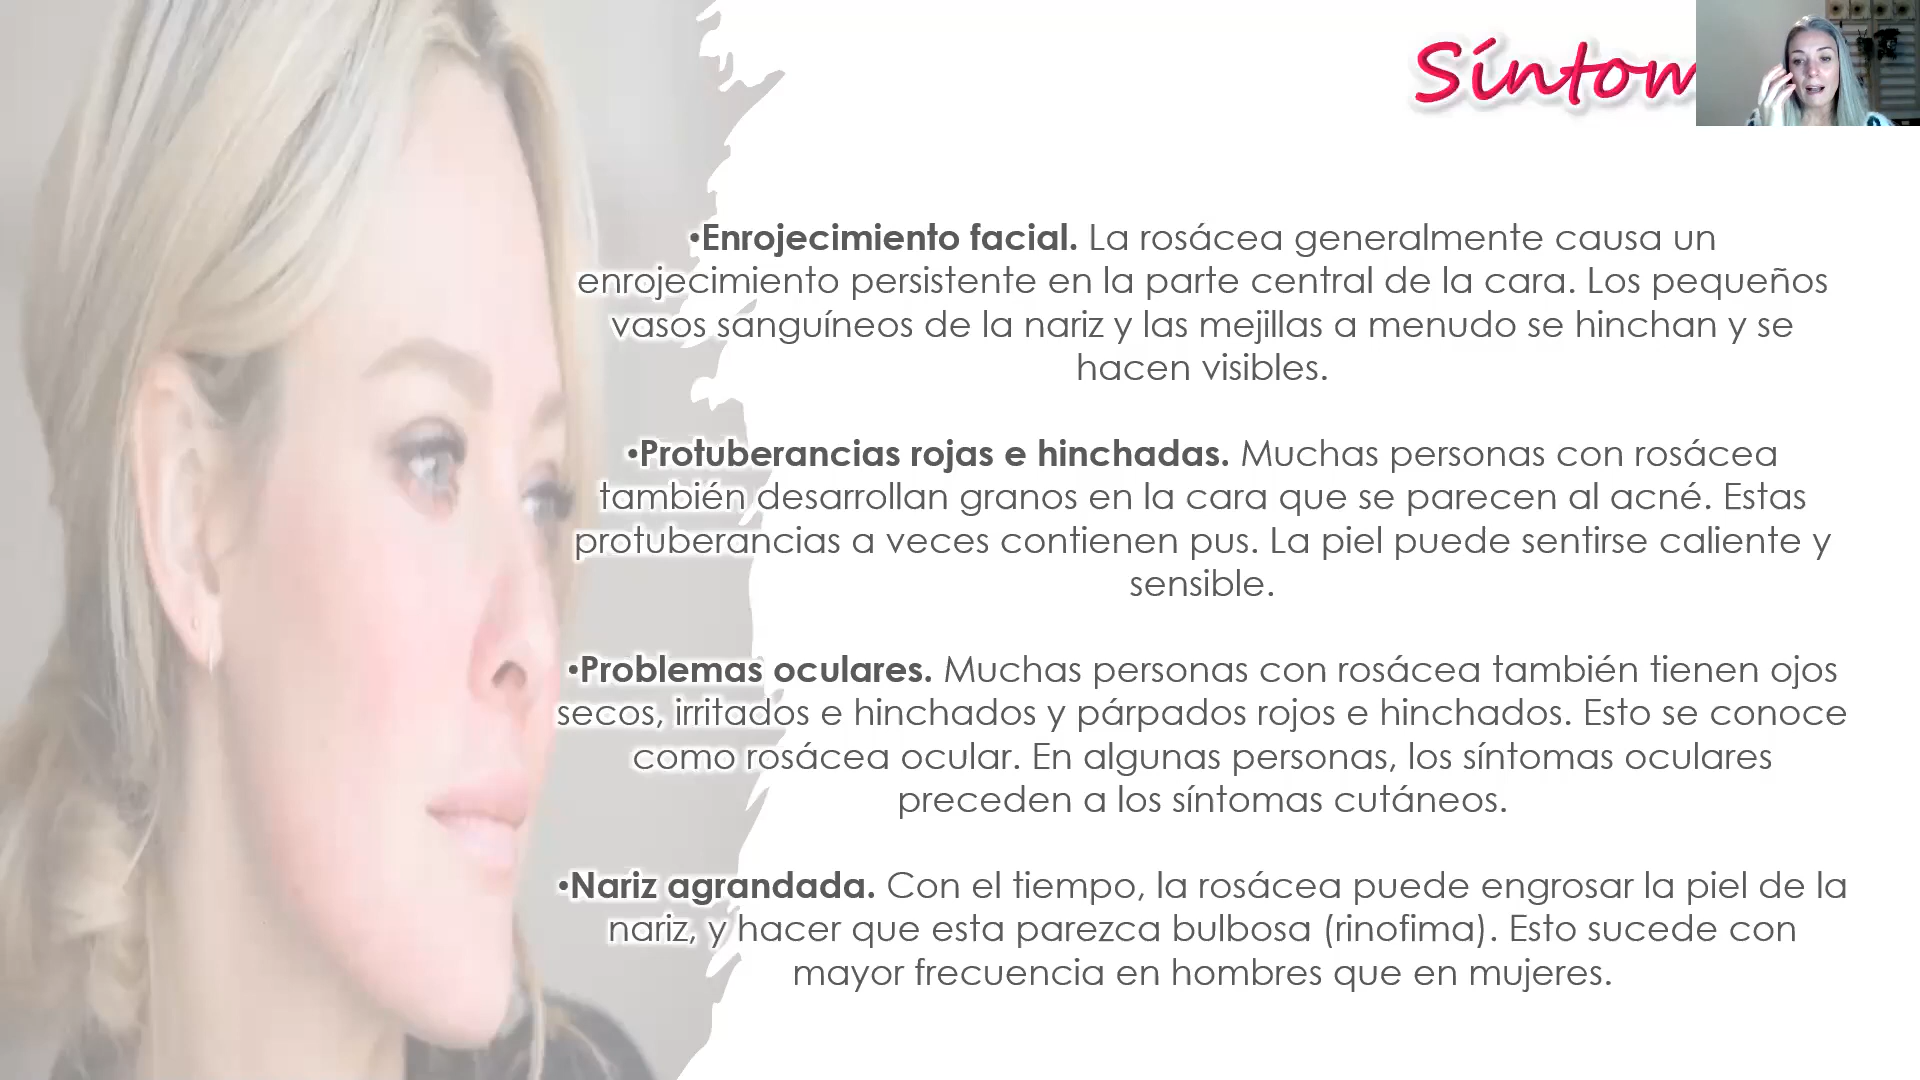 Síntom
•Enrojecimiento facial. La rosácea generalmente causa un
enrojecimiento persistente en la parte central de la cara. Los pequeños
vasos sanguíneos de la nariz y las mejillas a menudo se hinchan y se
hacen visibles.
•Protuberancias rojas e hinchadas. Muchas personas con rosácea
también desarrollan granos en la cara que se parecen al acné. Estas
protuberancias a veces contienen pus. La piel puede sentirse caliente y
sensible.
•Problemas oculares. Muchas personas con rosácea también tienen ojos
secos, irritados e hinchados y párpados rojos e hinchados. Esto se conoce
como rosácea ocular. En algunas personas, los síntomas oculares
preceden a los síntomas cutáneos.
•Nariz agrandada. Con el tiempo, la rosácea puede engrosar la piel de la
nariz, y hacer que esta parezca bulbosa (rinofima). Esto sucede con
mayor frecuencia en hombres que en mujeres.